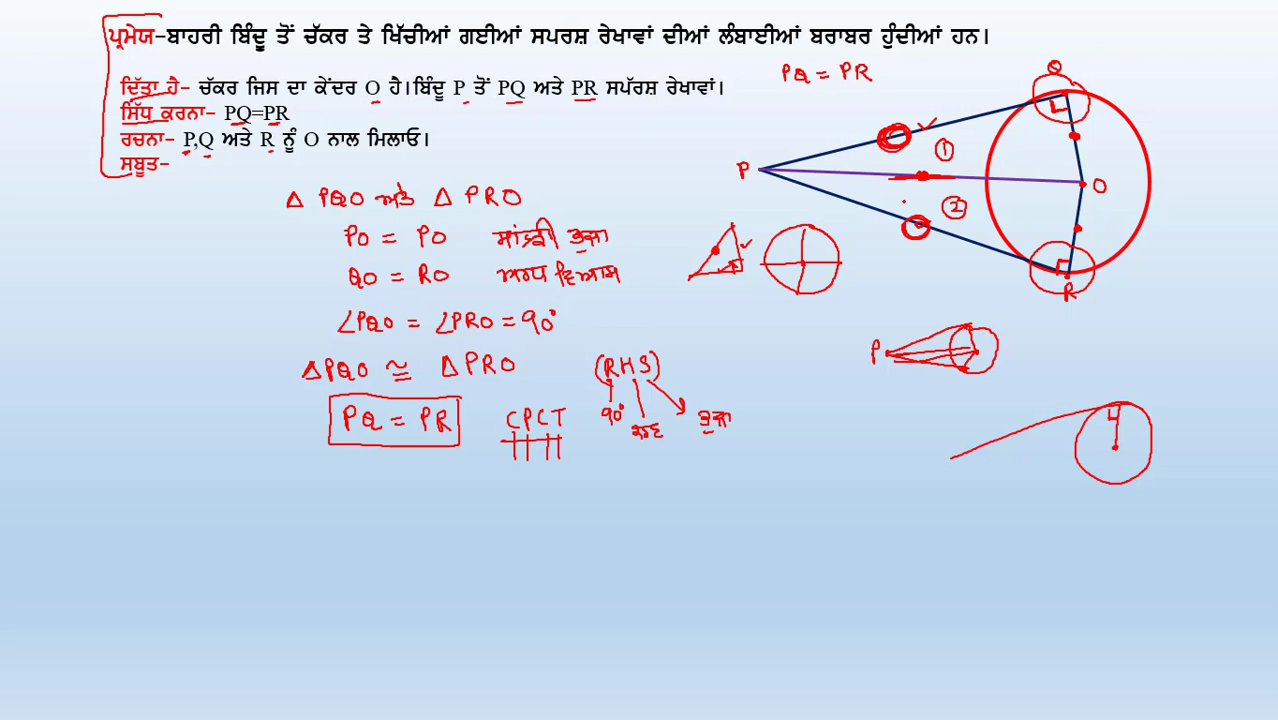 ਪ੍ਰਮੇਯ-ਬਾਹਰੀ ਬਿੰਦੂ ਤੋਂ ਚੱਕਰ ਤੇ ਖਿੱਚੀਆਂ ਗਈਆਂ ਸਪਰਸ਼ ਰੇਖਾਵਾਂ ਦੀਆਂ ਲੰਬਾਈਆਂ ਬਰਾਬਰ ਹੁੰਦੀਆਂ ਹਨ।
PQ = PR
ਦਿੱਤਾ ਹੈ- ਚੱਕਰ ਜਿਸ ਦਾ ਕੇਂਦਰ O ਹੈ।ਬਿੰਦੂ P ਤੋਂ PQ ਅਤੇ PR ਸਪੱਰਸ਼ ਰੇਖਾਵਾਂ।
ਸਿੱਧ ਕਰਨਾ- PQ=PR
ਰਚਨਾ- P,Q ਅਤੇ R ਨੂੰ O ਨਾਲ ਮਿਲਾਓ।
ਸਬੂਤ-
Δ PQO ਅਤੇ Δ PRO
PO = PO ਸਾਂਝੀ ਭੁਜਾ
QO = RO ਅਰਧ ਵਿਆਸ
∠PQO = ∠PRO = 90°
ΔPQO ≅ ΔPRO (RHS)
90° ਕਰਣ ਭੁਜਾ
PQ = PR CPCT
Q
P
1
O
2
R
P